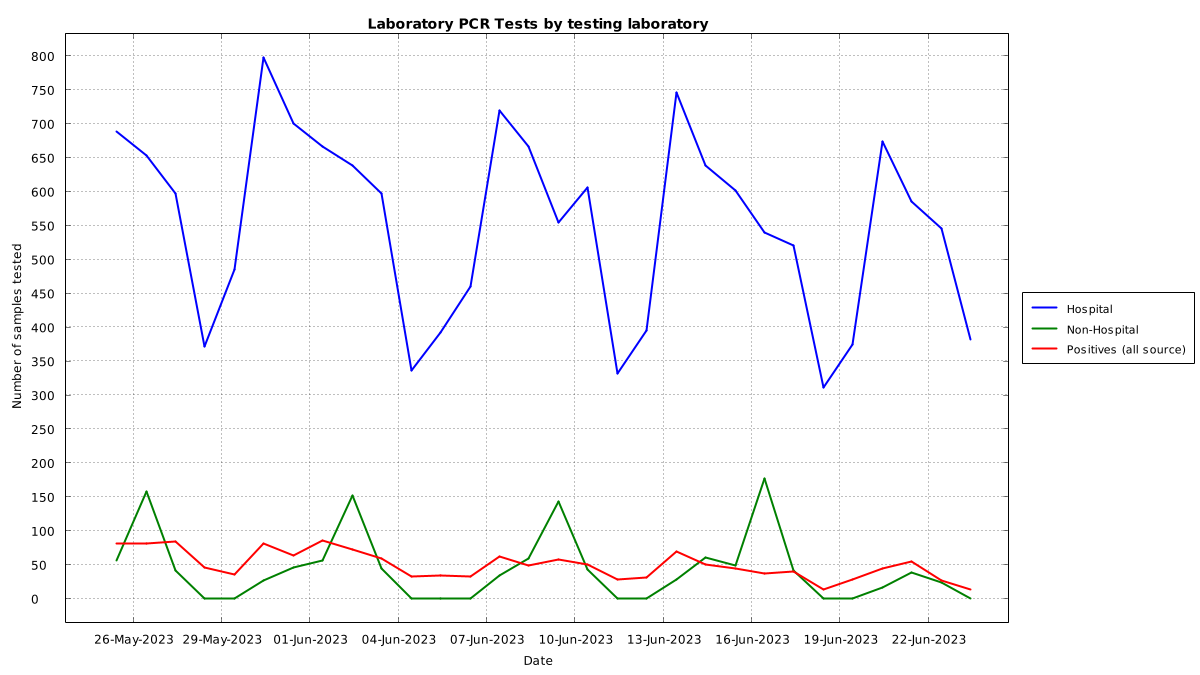 Laboratory PCR Tests by testing laboratory
Number of samples tested
800
750
700
650
600
550
500
450
400
350
300
250
200
150
100
50
0
26-May-2023 29-May-2023 01-Jun-2023 04-Jun-2023 07-Jun-2023 10-Jun-2023 13-Jun-2023 16-Jun-2023 19-Jun-2023 22-Jun-2023
Date
Hospital
Non-Hospital
Positives (all source)